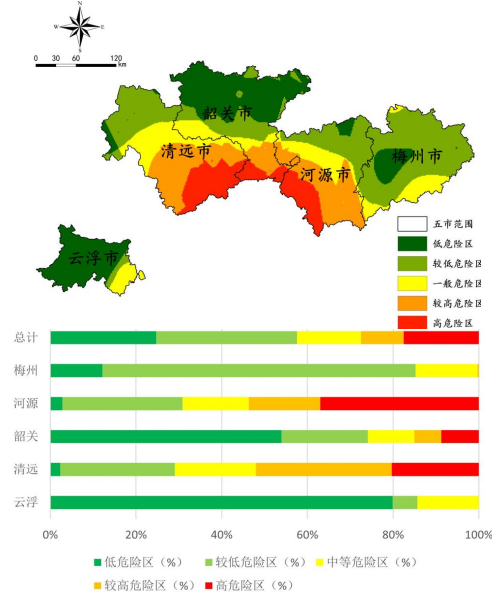 N
W
E
S
0 30 60 120
km
韶关市
清远市
梅州市
河源市
云浮市
五市范围
低危险区
较低危险区
一般危险区
较高危险区
高危险区
总计
梅州
河源
韶关
清远
云浮
0% 20% 40% 60% 80% 100%
低危险区（%） 较低危险区（%） 中等危险区（%）
较高危险区（%） 高危险区（%）